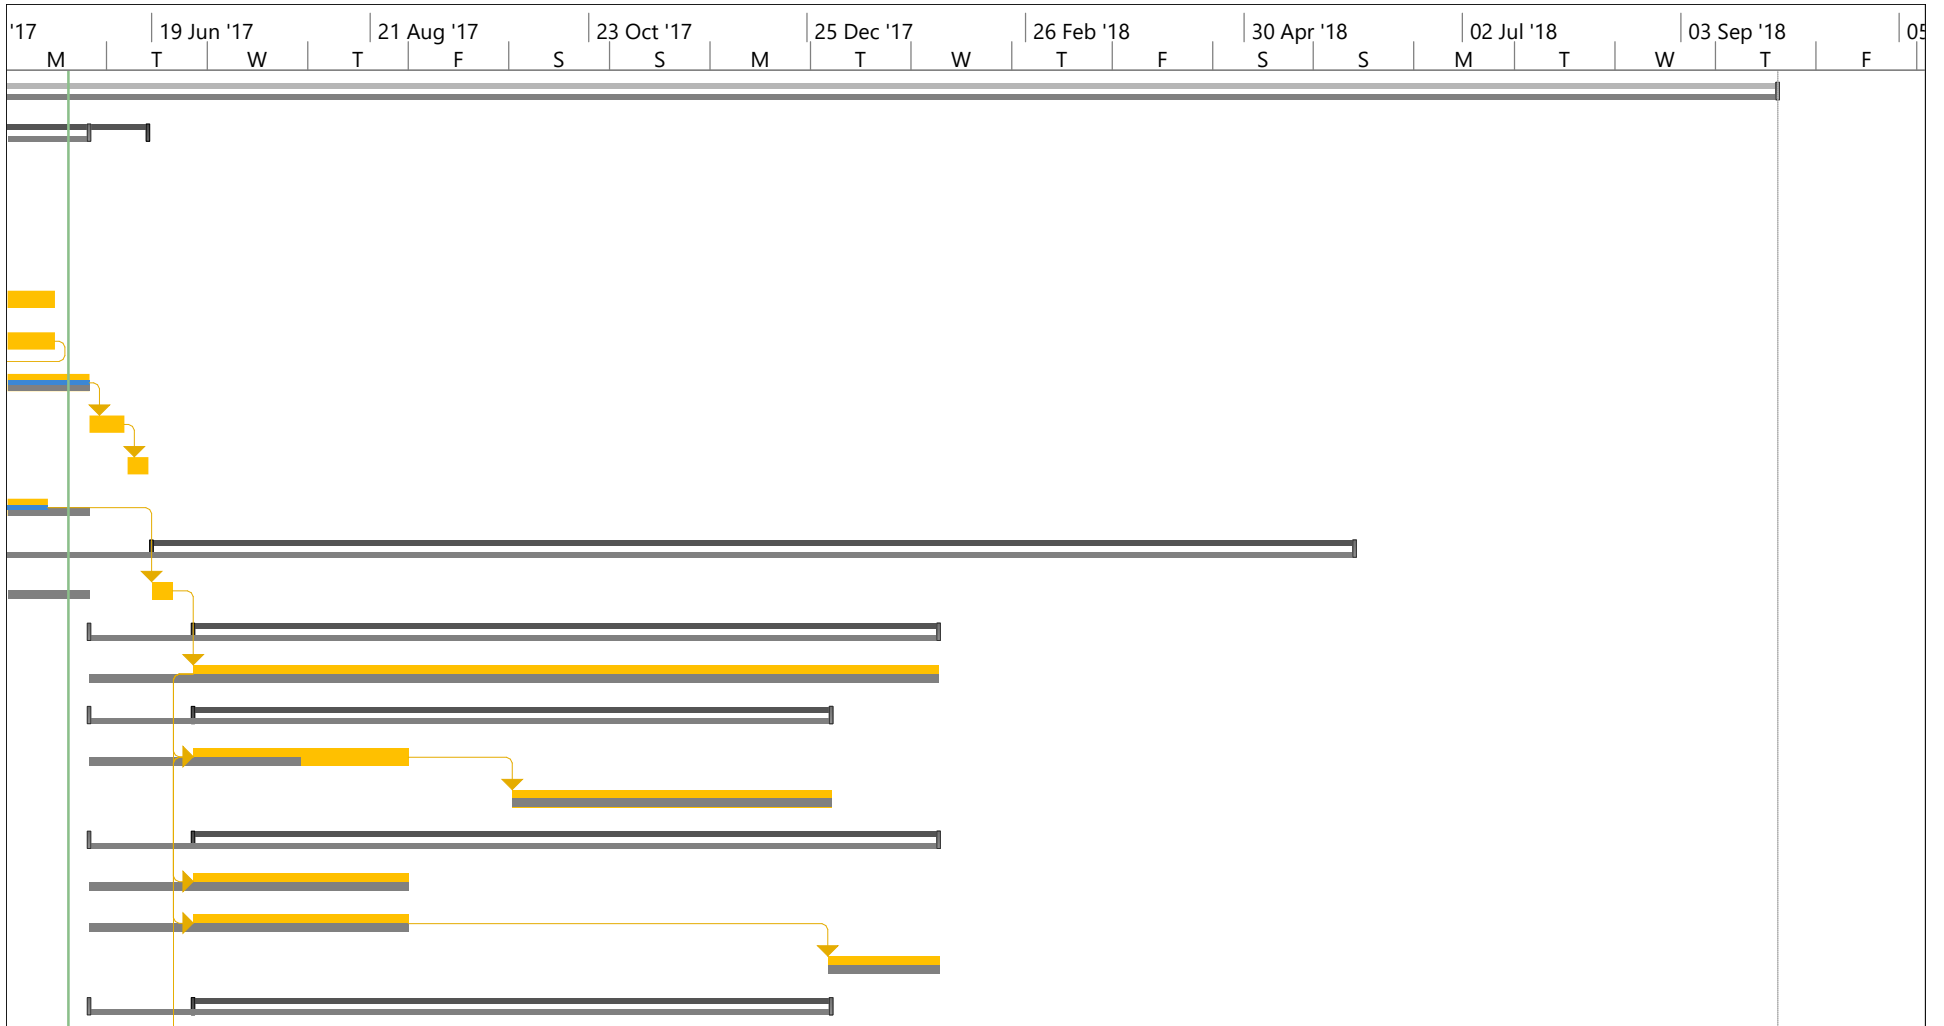 '17 19 Jun '17 21 Aug '17 23 Oct '17 25 Dec '17 26 Feb '18 30 Apr '18 02 Jul '18 03 Sep '18 05
M T W T F S S M T W T F S S M T W T F